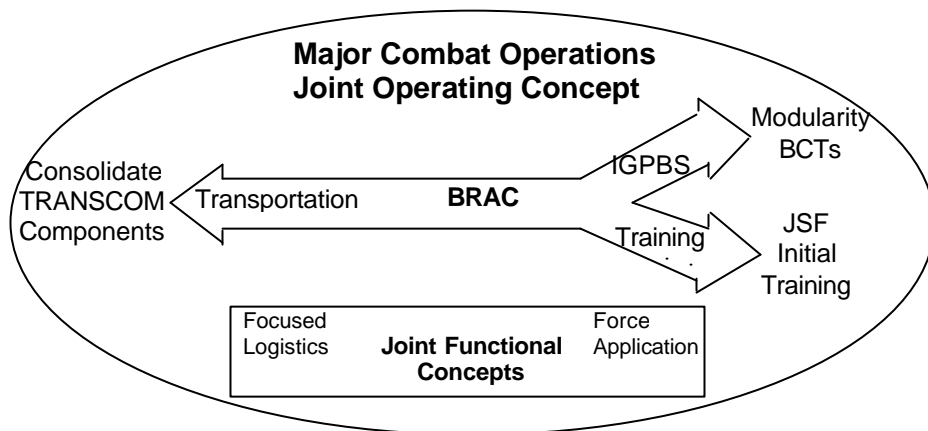 Major Combat Operations
Joint Operating Concept
Consolidate
TRANSCOM
Components
Transportation
BRAC
IGPBS
Modularity
BCTs
Training
JSF
Initial
Training
Focused
Logistics
Joint Functional
Concepts
Force
Application